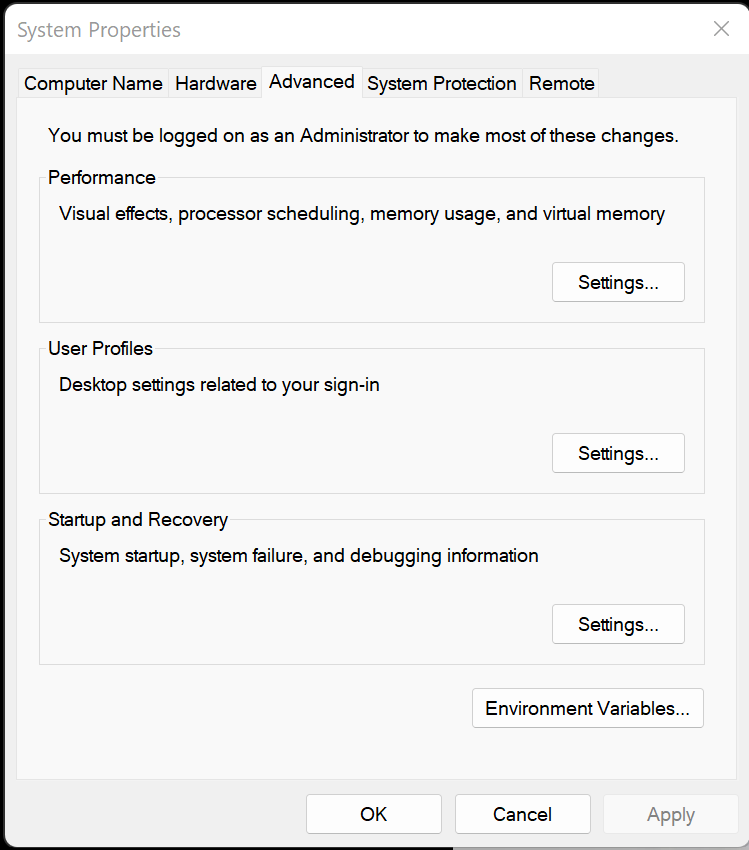 System Properties
Computer Name Hardware Advanced System Protection Remote
You must be logged on as an Administrator to make most of these changes.
Performance
Visual effects, processor scheduling, memory usage, and virtual memory
Settings...
User Profiles
Desktop settings related to your sign-in
Settings...
Startup and Recovery
System startup, system failure, and debugging information
Settings...
Environment Variables...
OK Cancel Apply